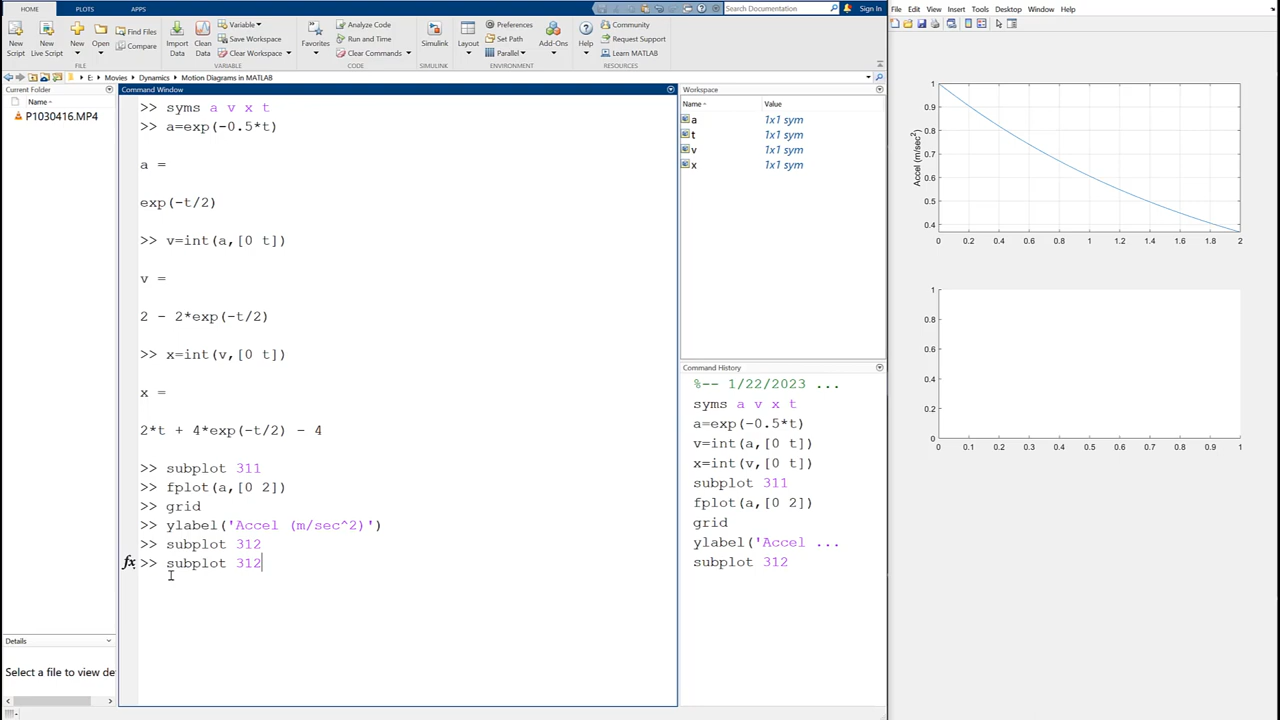 HOME PLOTS APPS
Search Documentation
Sign In
New Script
New Live Script
New
Open
Find Files
Compare
FILE
Import Data
Clean Data
Variable
Save Workspace
Clear Workspace
VARIABLE
Favorites
Analyze Code
Run and Time
Clear Commands
CODE
Simulink
SIMULINK
Layout
Preferences
Set Path
Parallel
Add-Ons
ENVIRONMENT
Help
Community
Request Support
Learn MATLAB
RESOURCES
E: Movies Dynamics Motion Diagrams in MATLAB
Current Folder
Name
P1030416.MP4
Details
Select a file to view det
Command Window
>> syms a v x t
>> a=exp(-0.5*t)
a =
exp(-t/2)
>> v=int(a,[0 t])
v =
2 - 2*exp(-t/2)
>> x=int(v,[0 t])
x =
2*t + 4*exp(-t/2) - 4
>> subplot 311
>> fplot(a,[0 2])
>> grid
>> ylabel('Accel (m/sec^2)')
>> subplot 312
fx >> subplot 312
Workspace
Name Value
a 1x1 sym
t 1x1 sym
v 1x1 sym
x 1x1 sym
Command History
%-- 1/22/2023 ...
syms a v x t
a=exp(-0.5*t)
v=int(a,[0 t])
x=int(v,[0 t])
subplot 311
fplot(a,[0 2])
grid
ylabel('Accel ...
subplot 312
File Edit View Insert Tools Desktop Window Help
Accel (m/sec2)
1
0.9
0.8
0.7
0.6
0.5
0.4
0 0.2 0.4 0.6 0.8 1 1.2 1.4 1.6 1.8 2
1
0.8
0.6
0.4
0.2
0
0 0.1 0.2 0.3 0.4 0.5 0.6 0.7 0.8 0.9 1